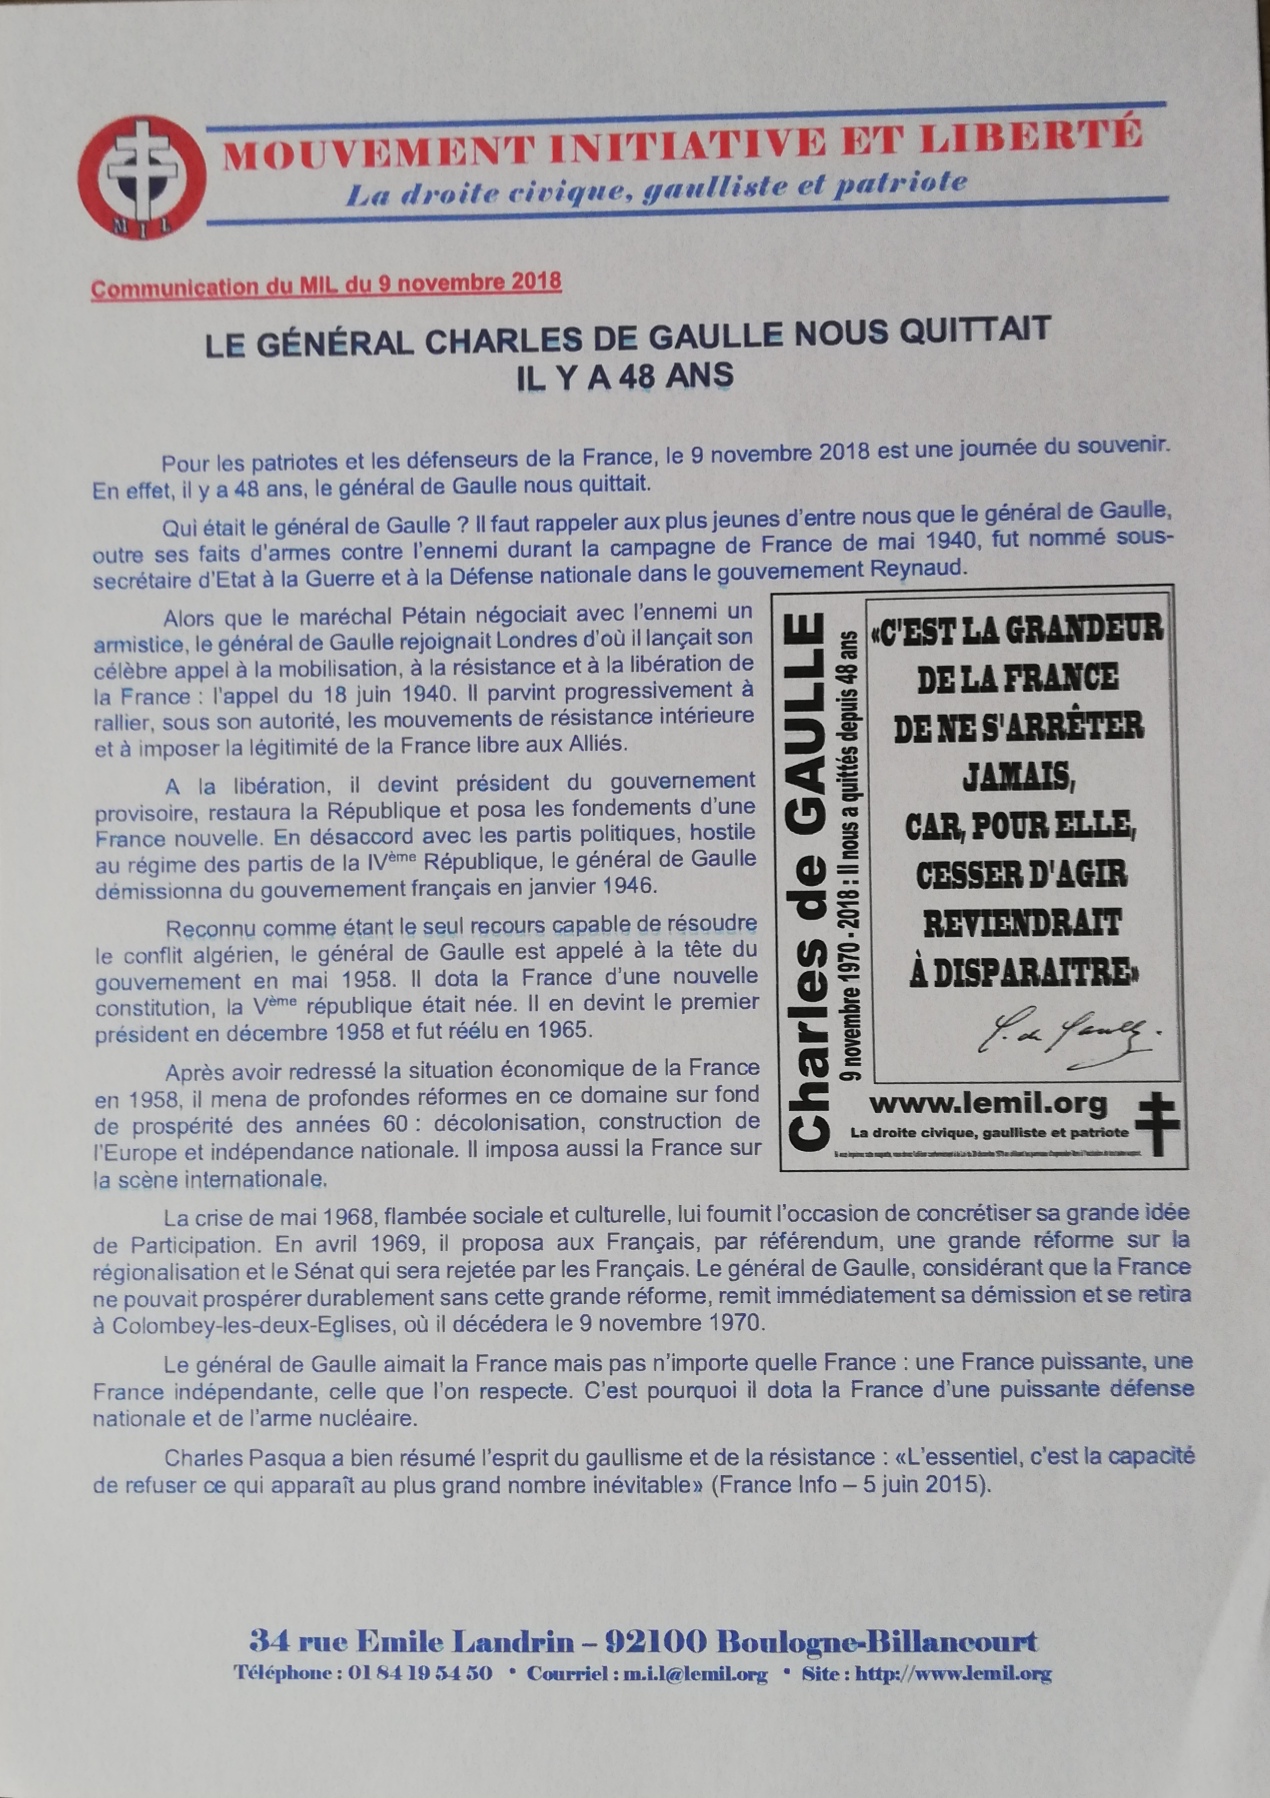 MOUVEMENT INITIATIVE ET LIBERTÉ
La droite civique, gaulliste et patriote
M I L
Communication du MIL du 9 novembre 2018
LE GÉNÉRAL CHARLES DE GAULLE NOUS QUITTAIT
IL Y A 48 ANS
Pour les patriotes et les défenseurs de la France, le 9 novembre 2018 est une journée du souvenir.
En effet, il y a 48 ans, le général de Gaulle nous quittait.
Qui était le général de Gaulle ? Il faut rappeler aux plus jeunes d'entre nous que le général de Gaulle,
outre ses faits d'armes contre l'ennemi durant la campagne de France de mai 1940, fut nommé sous-
secrétaire d'Etat à la Guerre et à la Défense nationale dans le gouvernement Reynaud.
Alors que le maréchal Pétain négociait avec l'ennemi un
armistice, le général de Gaulle rejoignait Londres d'où il lançait son
célèbre appel à la mobilisation, à la résistance et à la libération de
la France : l'appel du 18 juin 1940. Il parvint progressivement à
rallier, sous son autorité, les mouvements de résistance intérieure
et à imposer la légitimité de la France libre aux Alliés.
A la libération, il devint président du gouvernement
provisoire, restaura la République et posa les fondements d'une
France nouvelle. En désaccord avec les partis politiques, hostile
au régime des partis de la IVème République, le général de Gaulle
démissionna du gouvernement français en janvier 1946.
Reconnu comme étant le seul recours capable de résoudre
le conflit algérien, le général de Gaulle est appelé à la tête du
gouvernement en mai 1958. Il dota la France d'une nouvelle
constitution, la Vème république était née. Il en devint le premier
président en décembre 1958 et fut réélu en 1965.
Après avoir redressé la situation économique de la France
en 1958, il mena de profondes réformes en ce domaine sur fond
de prospérité des années 60 : décolonisation, construction de
l'Europe et indépendance nationale. Il imposa aussi la France sur
la scène internationale.
Charles de GAULLE
9 novembre 1970 - 2018 : Il nous a quittés depuis 48 ans
«C'EST LA GRANDEUR
DE LA FRANCE
DE NE S'ARRÊTER
JAMAIS,
CAR, POUR ELLE,
CESSER D'AGIR
REVIENDRAIT
À DISPARAITRE»
C. de Gaulle.
www.lemil.org
La droite civique, gaulliste et patriote
La crise de mai 1968, flambée sociale et culturelle, lui fournit l'occasion de concrétiser sa grande idée
de Participation. En avril 1969, il proposa aux Français, par référendum, une grande réforme sur la
régionalisation et le Sénat qui sera rejetée par les Français. Le général de Gaulle, considérant que la France
ne pouvait prospérer durablement sans cette grande réforme, remit immédiatement sa démission et se retira
à Colombey-les-deux-Eglises, où il décédera le 9 novembre 1970.
Le général de Gaulle aimait la France mais pas n'importe quelle France : une France puissante, une
France indépendante, celle que l'on respecte. C'est pourquoi il dota la France d'une puissante défense
nationale et de l'arme nucléaire.
Charles Pasqua a bien résumé l'esprit du gaullisme et de la résistance : «L'essentiel, c'est la capacité
de refuser ce qui apparaît au plus grand nombre inévitable» (France Info – 5 juin 2015).
34 rue Emile Landrin – 92100 Boulogne-Billancourt
Téléphone : 01 84 19 54 50 • Courriel : m.i.l@lemil.org • Site : http://www.lemil.org